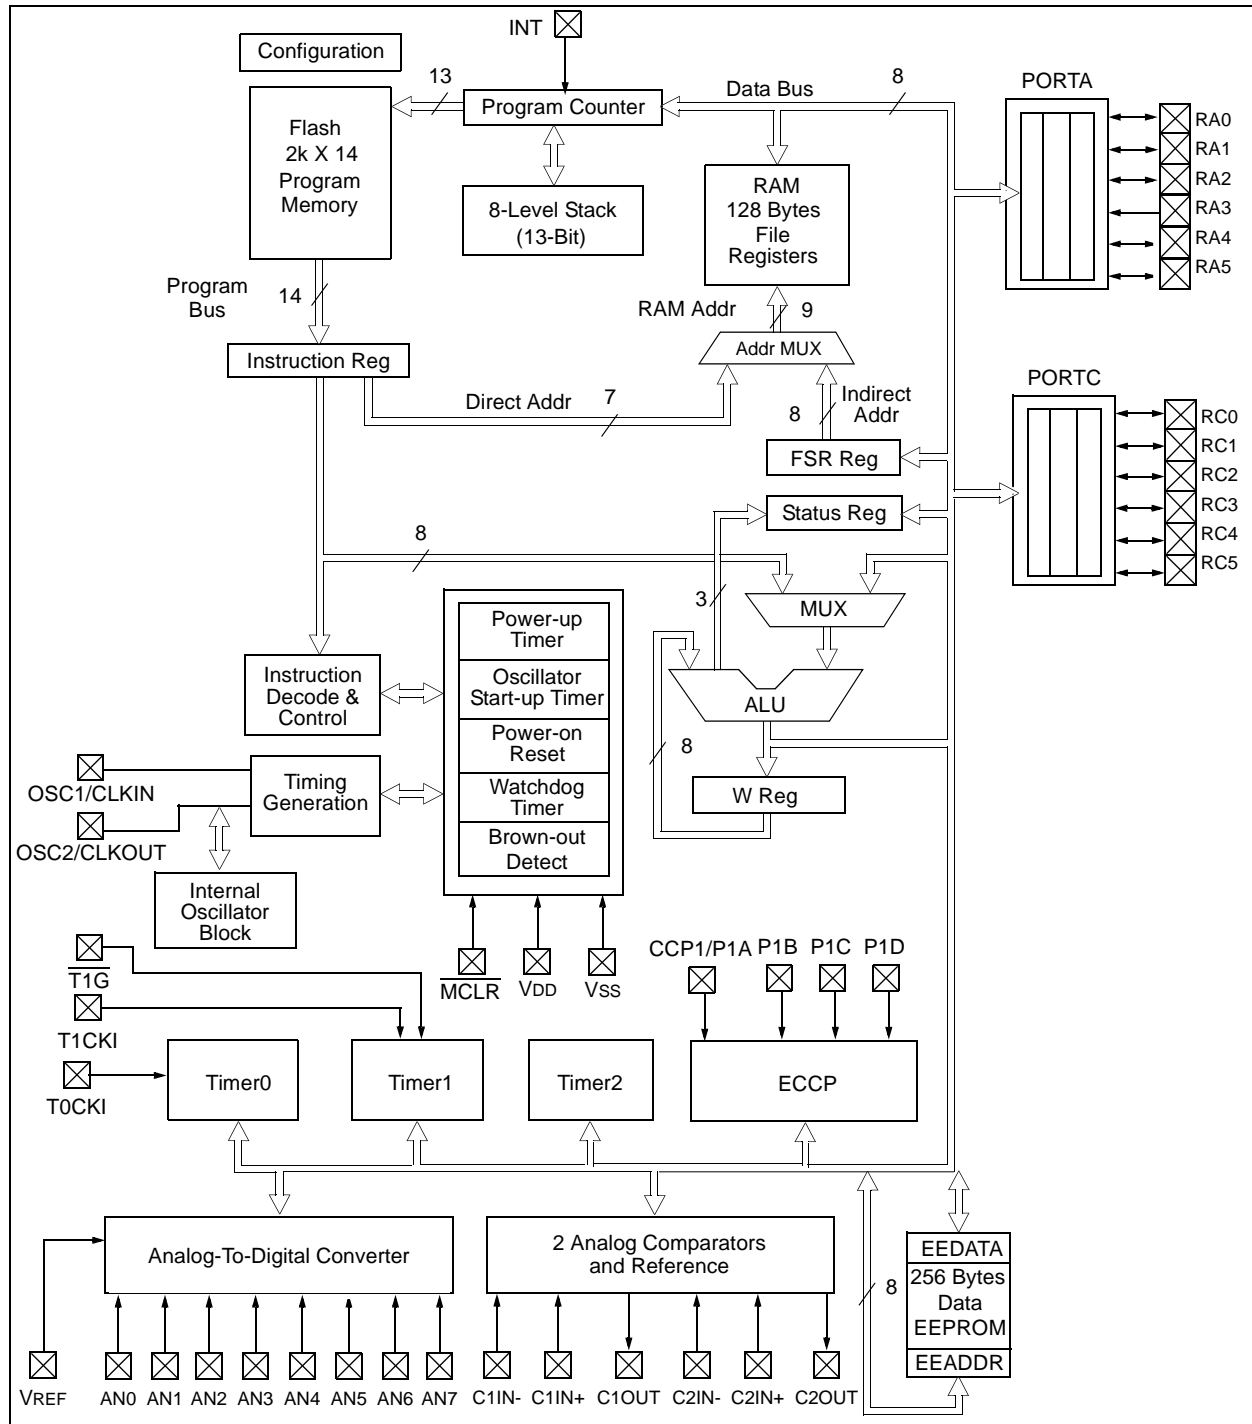 INT
Configuration
13
Data Bus
8
PORTA
Program Counter
Flash
2k X 14
Program
Memory
8-Level Stack
(13-Bit)
RAM
128 Bytes
File
Registers
RA0
RA1
RA2
RA3
RA4
RA5
Program
Bus
14
RAM Addr
9
Addr MUX
Instruction Reg
Direct Addr
7
8
Indirect
Addr
FSR Reg
PORTC
RC0
RC1
RC2
RC3
RC4
RC5
Status Reg
8
3
MUX
ALU
8
W Reg
Power-up
Timer
Oscillator
Start-up Timer
Power-on
Reset
Watchdog
Timer
Brown-out
Detect
Instruction
Decode &
Control
OSC1/CLKIN
Timing
Generation
OSC2/CLKOUT
Internal
Oscillator
Block
MCLR
VDD
VSS
T1G
T1CKI
T0CKI
CCP1/P1A
P1B
P1C
P1D
Timer0
Timer1
Timer2
ECCP
Analog-To-Digital Converter
2 Analog Comparators
and Reference
8
EEDATA
256 Bytes
Data
EEPROM
EEADDR
VREF
AN0
AN1
AN2
AN3
AN4
AN5
AN6
AN7
C1IN-
C1IN+
C1OUT
C2IN-
C2IN+
C2OUT